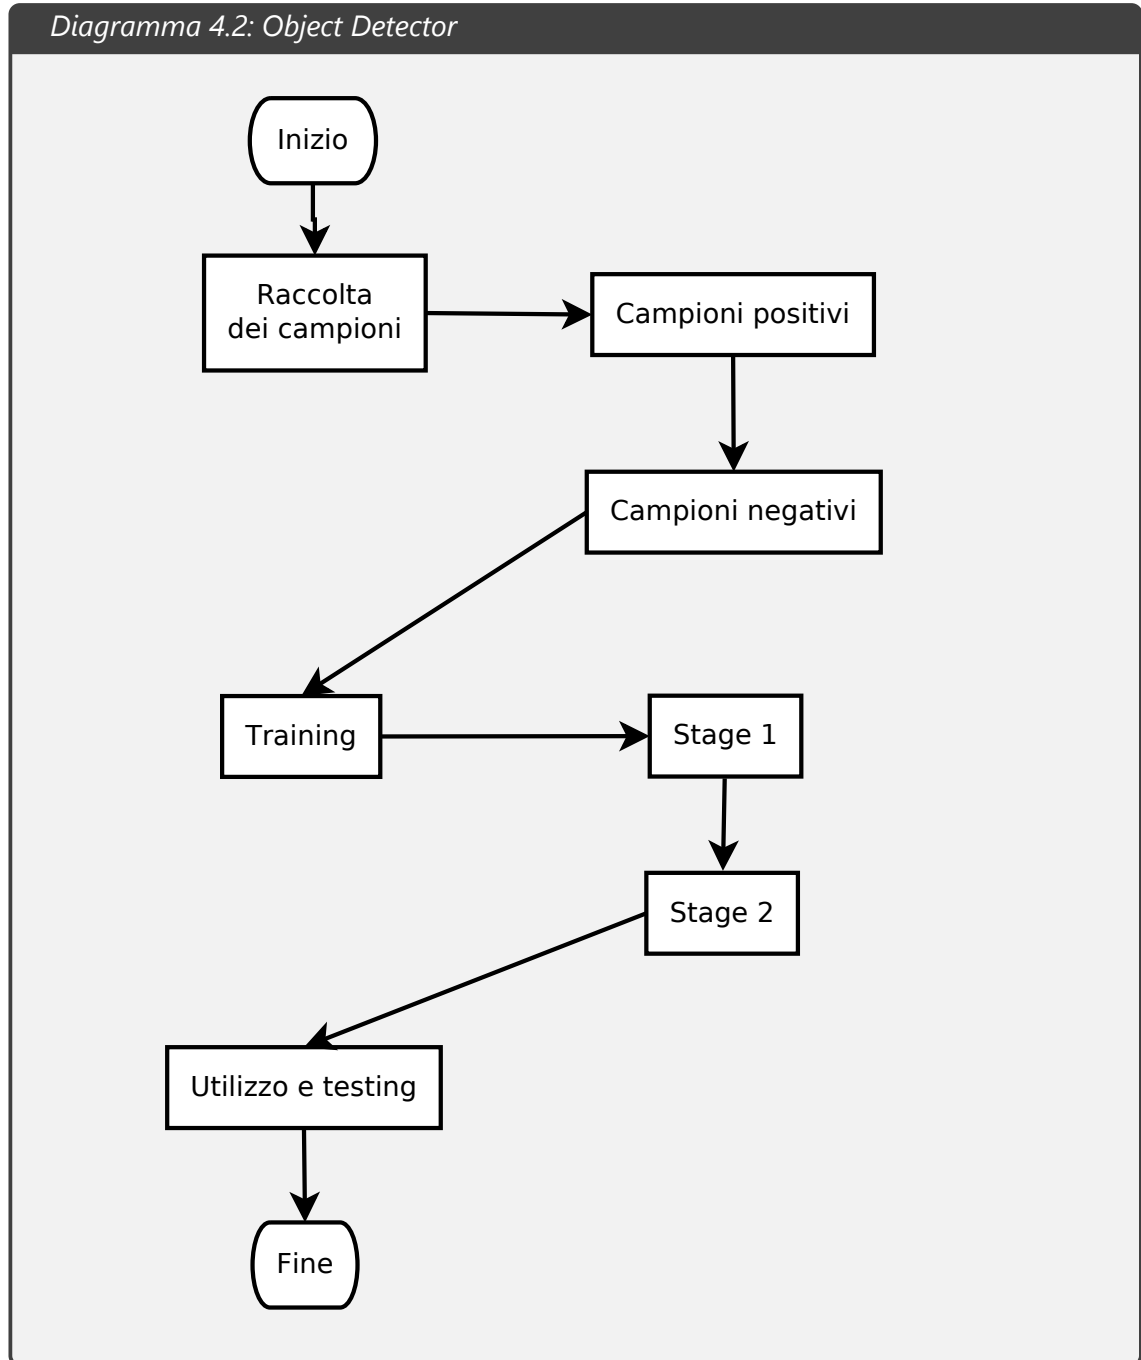 Diagramma 4.2: Object Detector
Inizio
Raccolta
dei campioni
Campioni positivi
Campioni negativi
Training
Stage 1
Stage 2
Utilizzo e testing
Fine